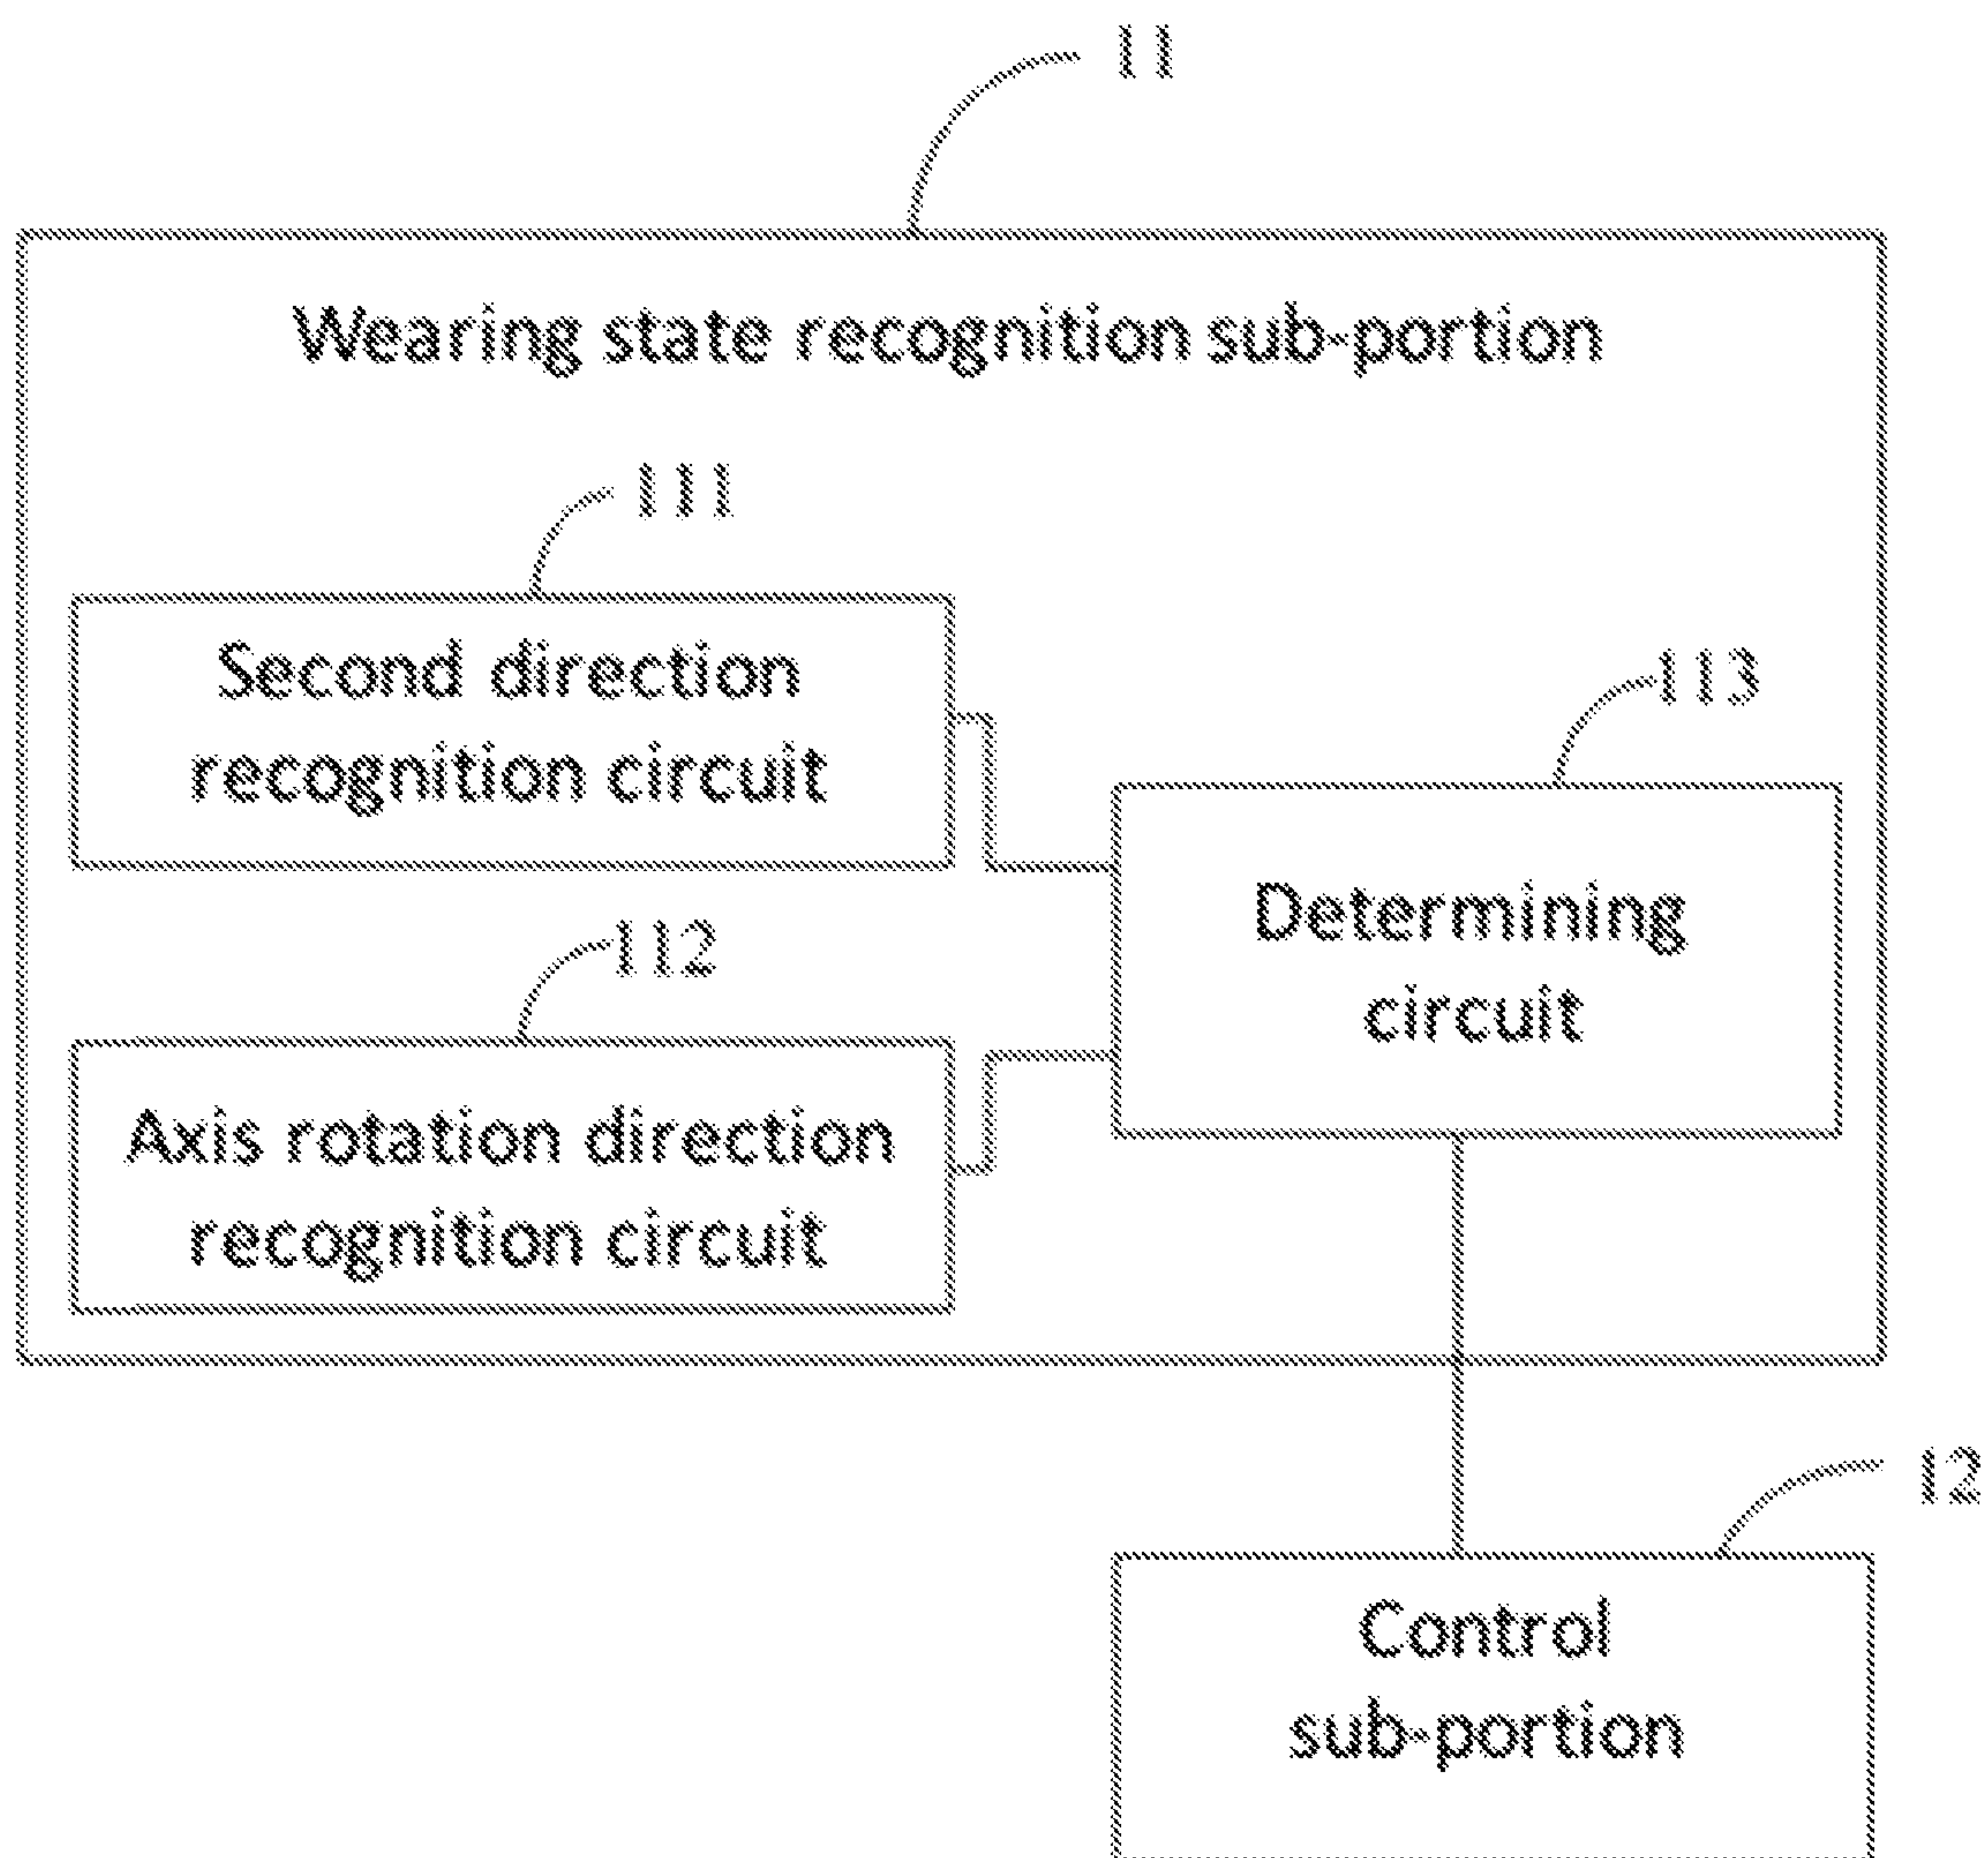 11
Wearing state recognition sub-portion
111
Second direction
recognition circuit
113
Determining
circuit
112
Axis rotation direction
recognition circuit
12
Control
sub-portion